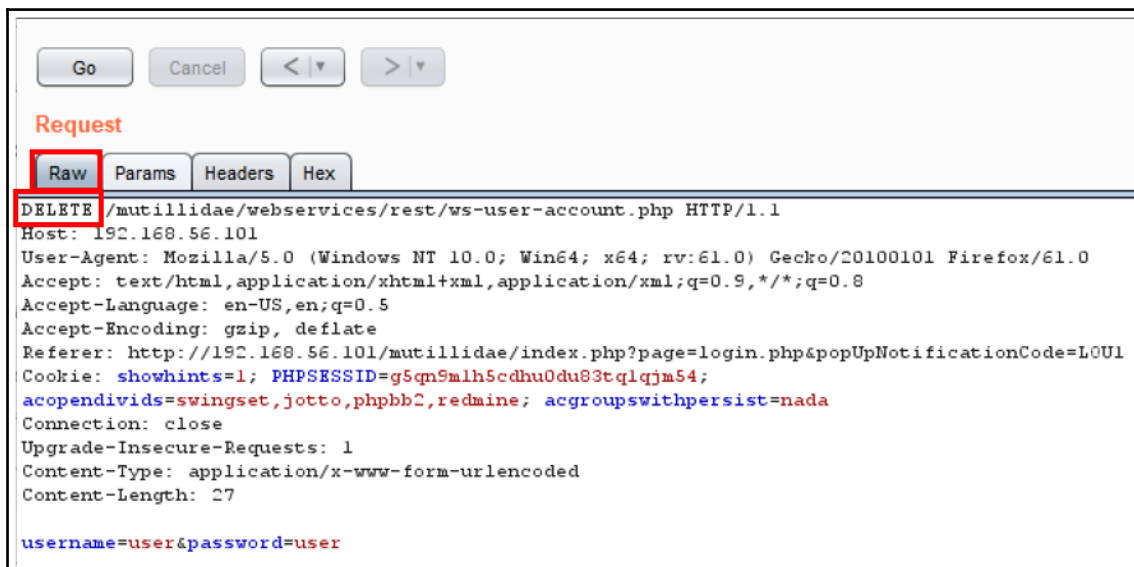 Go Cancel < >
Request
Raw Params Headers Hex
DELETE /mutillidae/webservices/rest/ws-user-account.php HTTP/1.1
Host: 192.168.56.101
User-Agent: Mozilla/5.0 (Windows NT 10.0; Win64; x64; rv:61.0) Gecko/20100101 Firefox/61.0
Accept: text/html,application/xhtml+xml,application/xml;q=0.9,*/*;q=0.8
Accept-Language: en-US,en;q=0.5
Accept-Encoding: gzip, deflate
Referer: http://192.168.56.101/mutillidae/index.php?page=login.php&popUpNotificationCode=LOU1
Cookie: showhints=1; PHPSESSID=g5qn9mlh5cdhu0du83tqlqjm54;
acopendivids=swingset,jotto,phpbb2,redmine; acgroupswithpersist=nada
Connection: close
Upgrade-Insecure-Requests: 1
Content-Type: application/x-www-form-urlencoded
Content-Length: 27
username=user&password=user